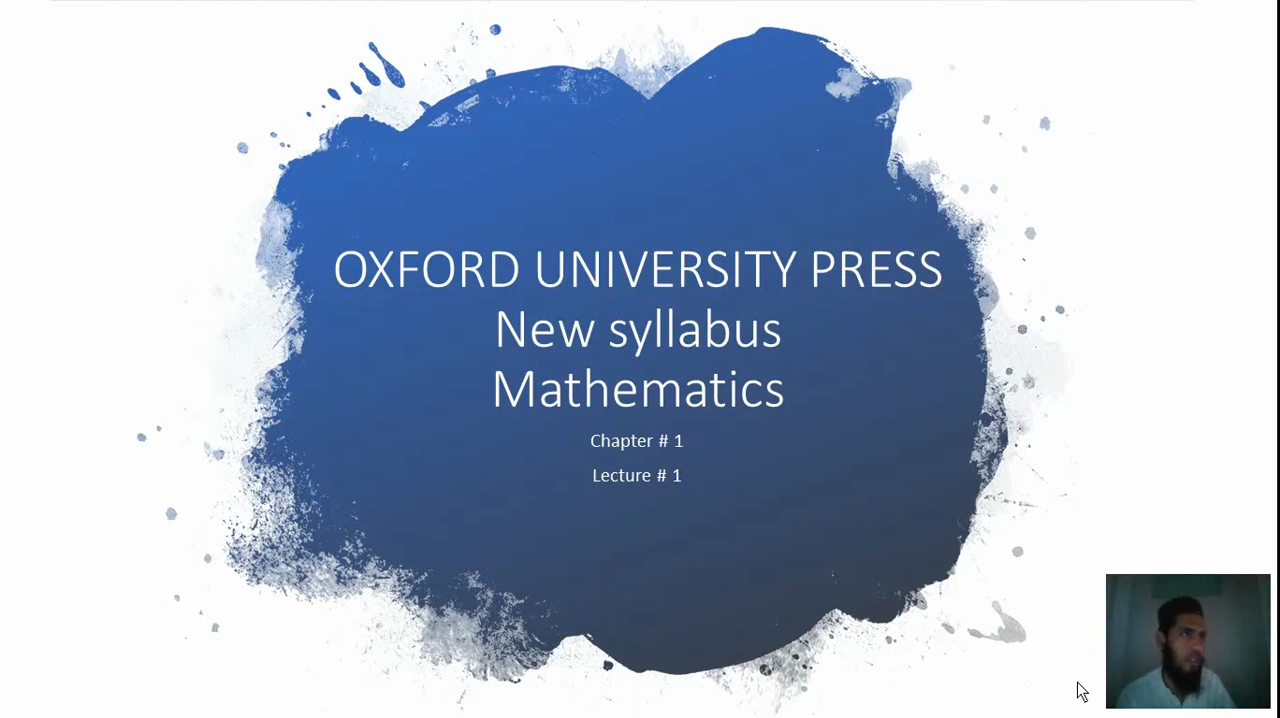 OXFORD UNIVERSITY PRESS
New syllabus
Mathematics
Chapter # 1
Lecture # 1